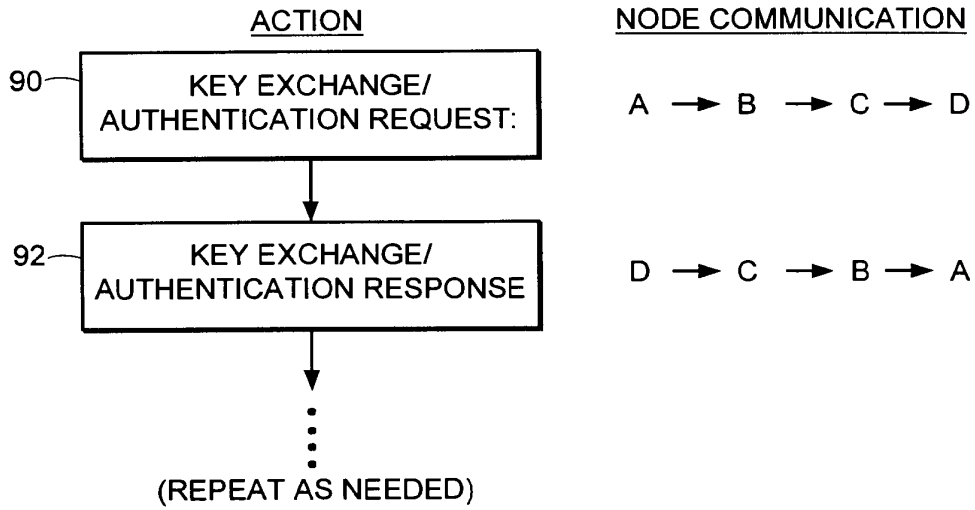 ACTION
NODE COMMUNICATION
90
KEY EXCHANGE/
AUTHENTICATION REQUEST:
A → B → C → D
92
KEY EXCHANGE/
AUTHENTICATION RESPONSE
D → C → B → A
(REPEAT AS NEEDED)